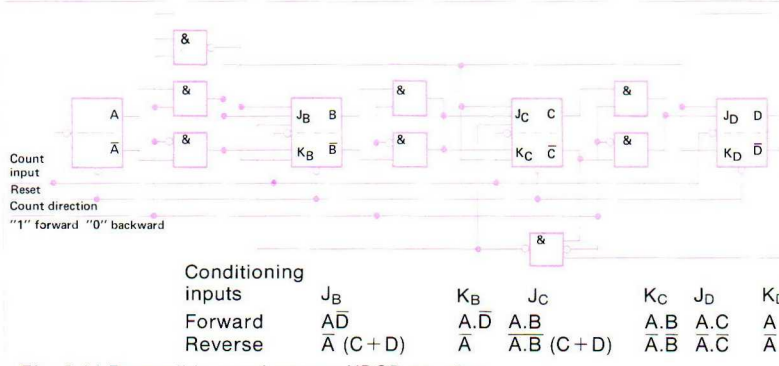 &
& & &
A J_B B J_C C J_D D
& & &
A̅ K_B B̅ K_C C̅ K_D D̅
Count
input
Reset
Count direction
"1" forward "0" backward
&
Conditioning
inputs J_B K_B J_C K_C J_D K
Forward AD̅ A.D̅ A.B A.B A.C A
Reverse A̅ (C+D) A̅ A̅.B̅ (C+D) A̅.B̅ A̅.C̅ A̅